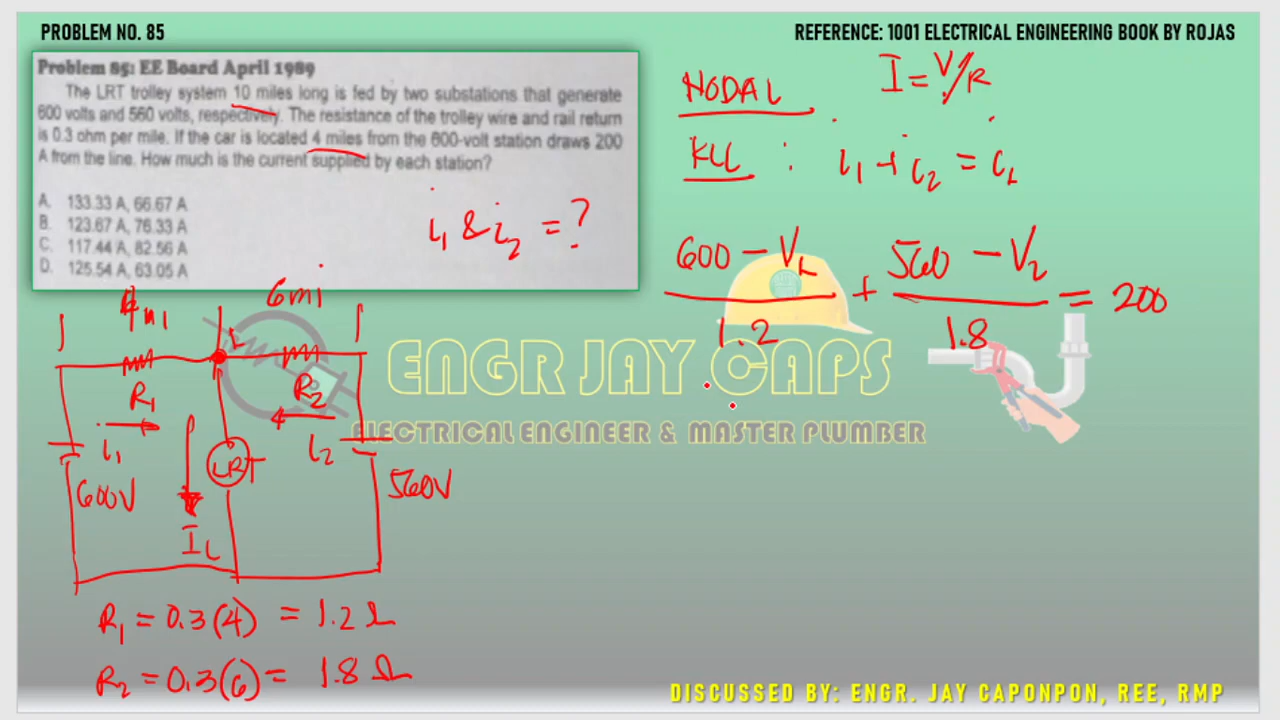 PROBLEM NO. 85
REFERENCE: 1001 ELECTRICAL ENGINEERING BOOK BY ROJAS
Problem 85: EE Board April 1989
The LRT trolley system 10 miles long is fed by two substations that generate
600 volts and 560 volts, respectively. The resistance of the trolley wire and rail return
is 0.3 ohm per mile. If the car is located 4 miles from the 600-volt station draws 200
A from the line. How much is the current supplied by each station?
A. 133.33 A, 66.67 A
B. 123.67 A, 76.33 A
C. 117.44 A, 82.56 A
D. 125.54 A, 63.05 A
i₁ & i₂ = ?
NODAL
I = V/R
KCL : i₁ + i₂ = iL
600 - VL / 1.2 + 560 - V2 / 1.8 = 200
4mi
6mi
L
R₁
R₂
i₁
i₂
LRT
600V
560V
IL
R₁ = 0.3(4) = 1.2 Ω
R₂ = 0.3(6) = 1.8 Ω
ENGR JAY CAPS
ELECTRICAL ENGINEER & MASTER PLUMBER
DISCUSSED BY: ENGR. JAY CAPONPON, REE, RMP